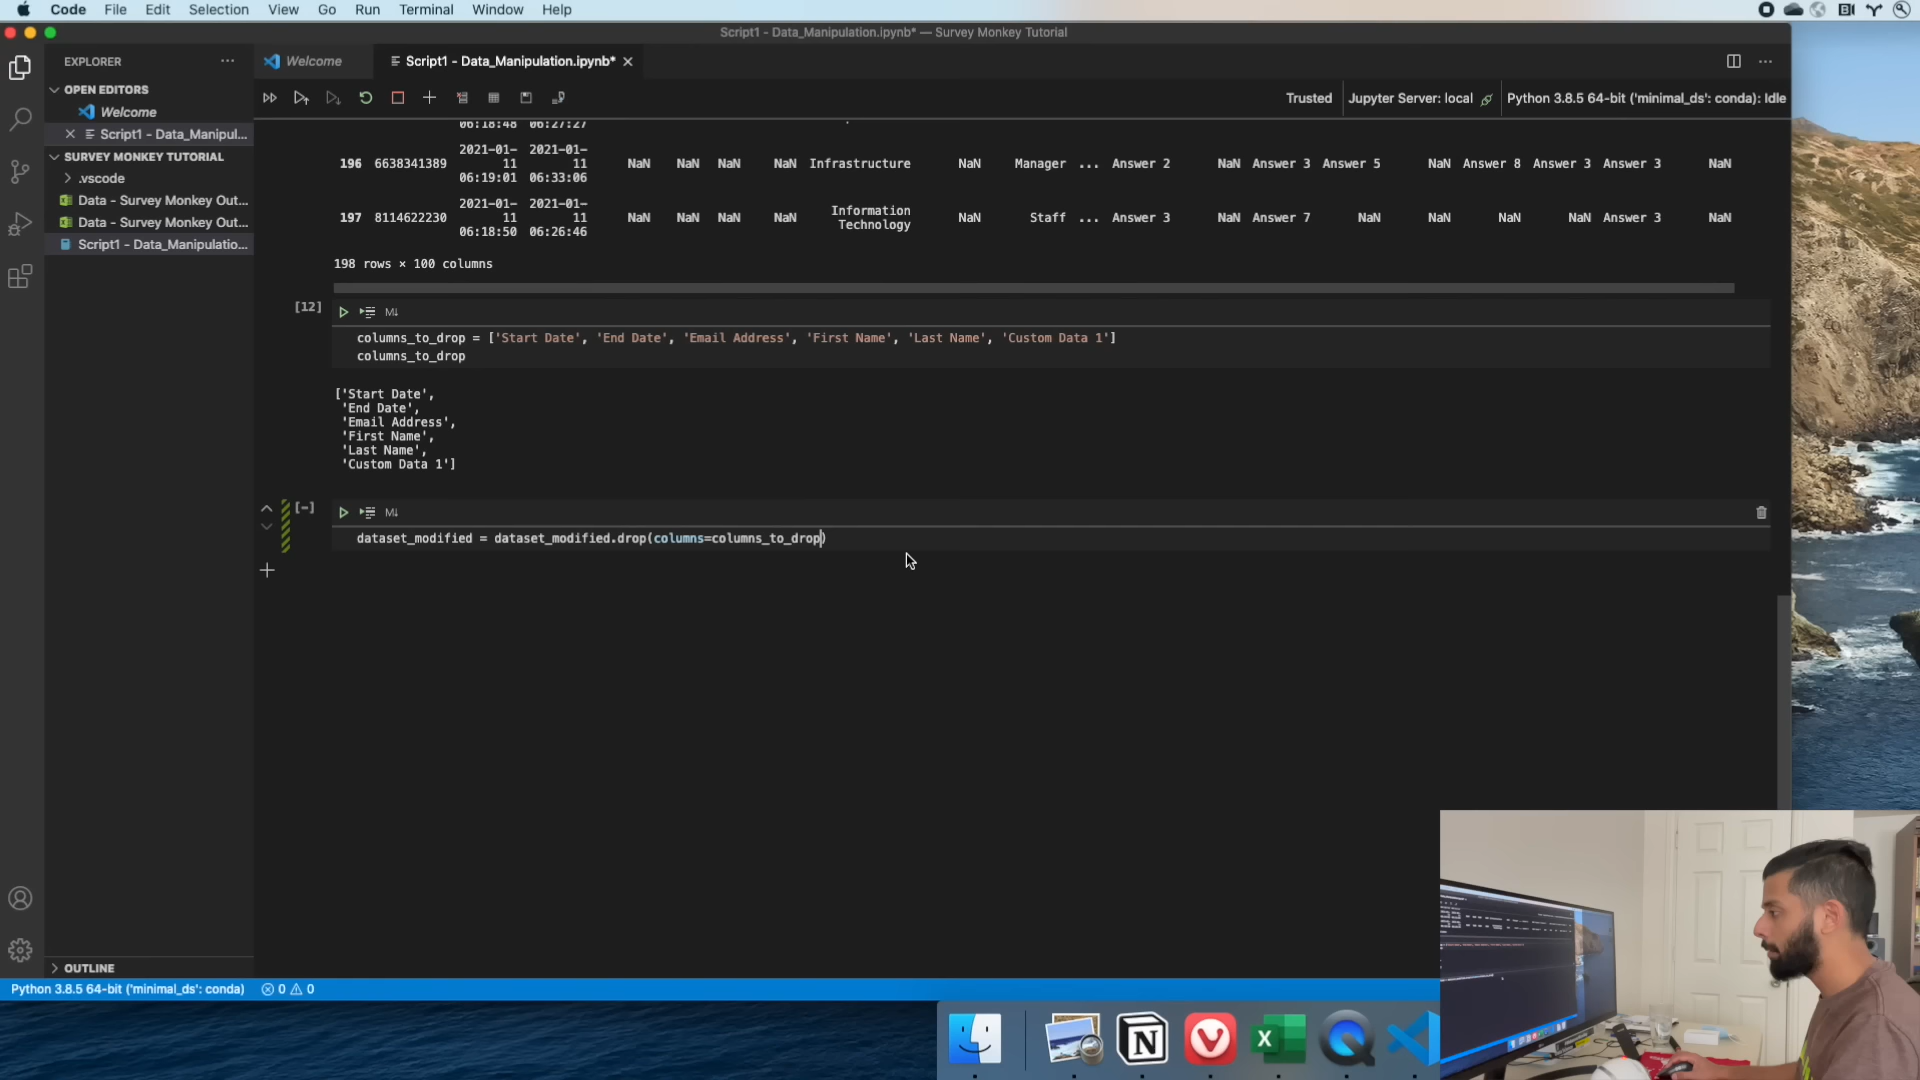 Code File Edit Selection View Go Run Terminal Window Help
Script1 - Data_Manipulation.ipynb* — Survey Monkey Tutorial
EXPLORER ...
Welcome
Script1 - Data_Manipulation.ipynb*
OPEN EDITORS
Welcome
Script1 - Data_Manipul...
SURVEY MONKEY TUTORIAL
.vscode
Data - Survey Monkey Out...
Data - Survey Monkey Out...
Script1 - Data_Manipulatio...
OUTLINE
Trusted Jupyter Server: local Python 3.8.5 64-bit ('minimal_ds': conda): Idle
06:18:48 06:27:27
2021-01- 2021-01-
196 6638341389 11 11 NaN NaN NaN NaN Infrastructure NaN Manager ... Answer 2 NaN Answer 3 Answer 5 NaN Answer 8 Answer 3 Answer 3 NaN
06:19:01 06:33:06
2021-01- 2021-01- Information
197 8114622230 11 11 NaN NaN NaN NaN Technology NaN Staff ... Answer 3 NaN Answer 7 NaN NaN NaN NaN Answer 3 NaN
06:18:50 06:26:46
198 rows × 100 columns
[12] M↓
columns_to_drop = ['Start Date', 'End Date', 'Email Address', 'First Name', 'Last Name', 'Custom Data 1']
columns_to_drop
['Start Date',
'End Date',
'Email Address',
'First Name',
'Last Name',
'Custom Data 1']
[-] M↓
dataset_modified = dataset_modified.drop(columns=columns_to_drop)
Python 3.8.5 64-bit ('minimal_ds': conda) 0 0